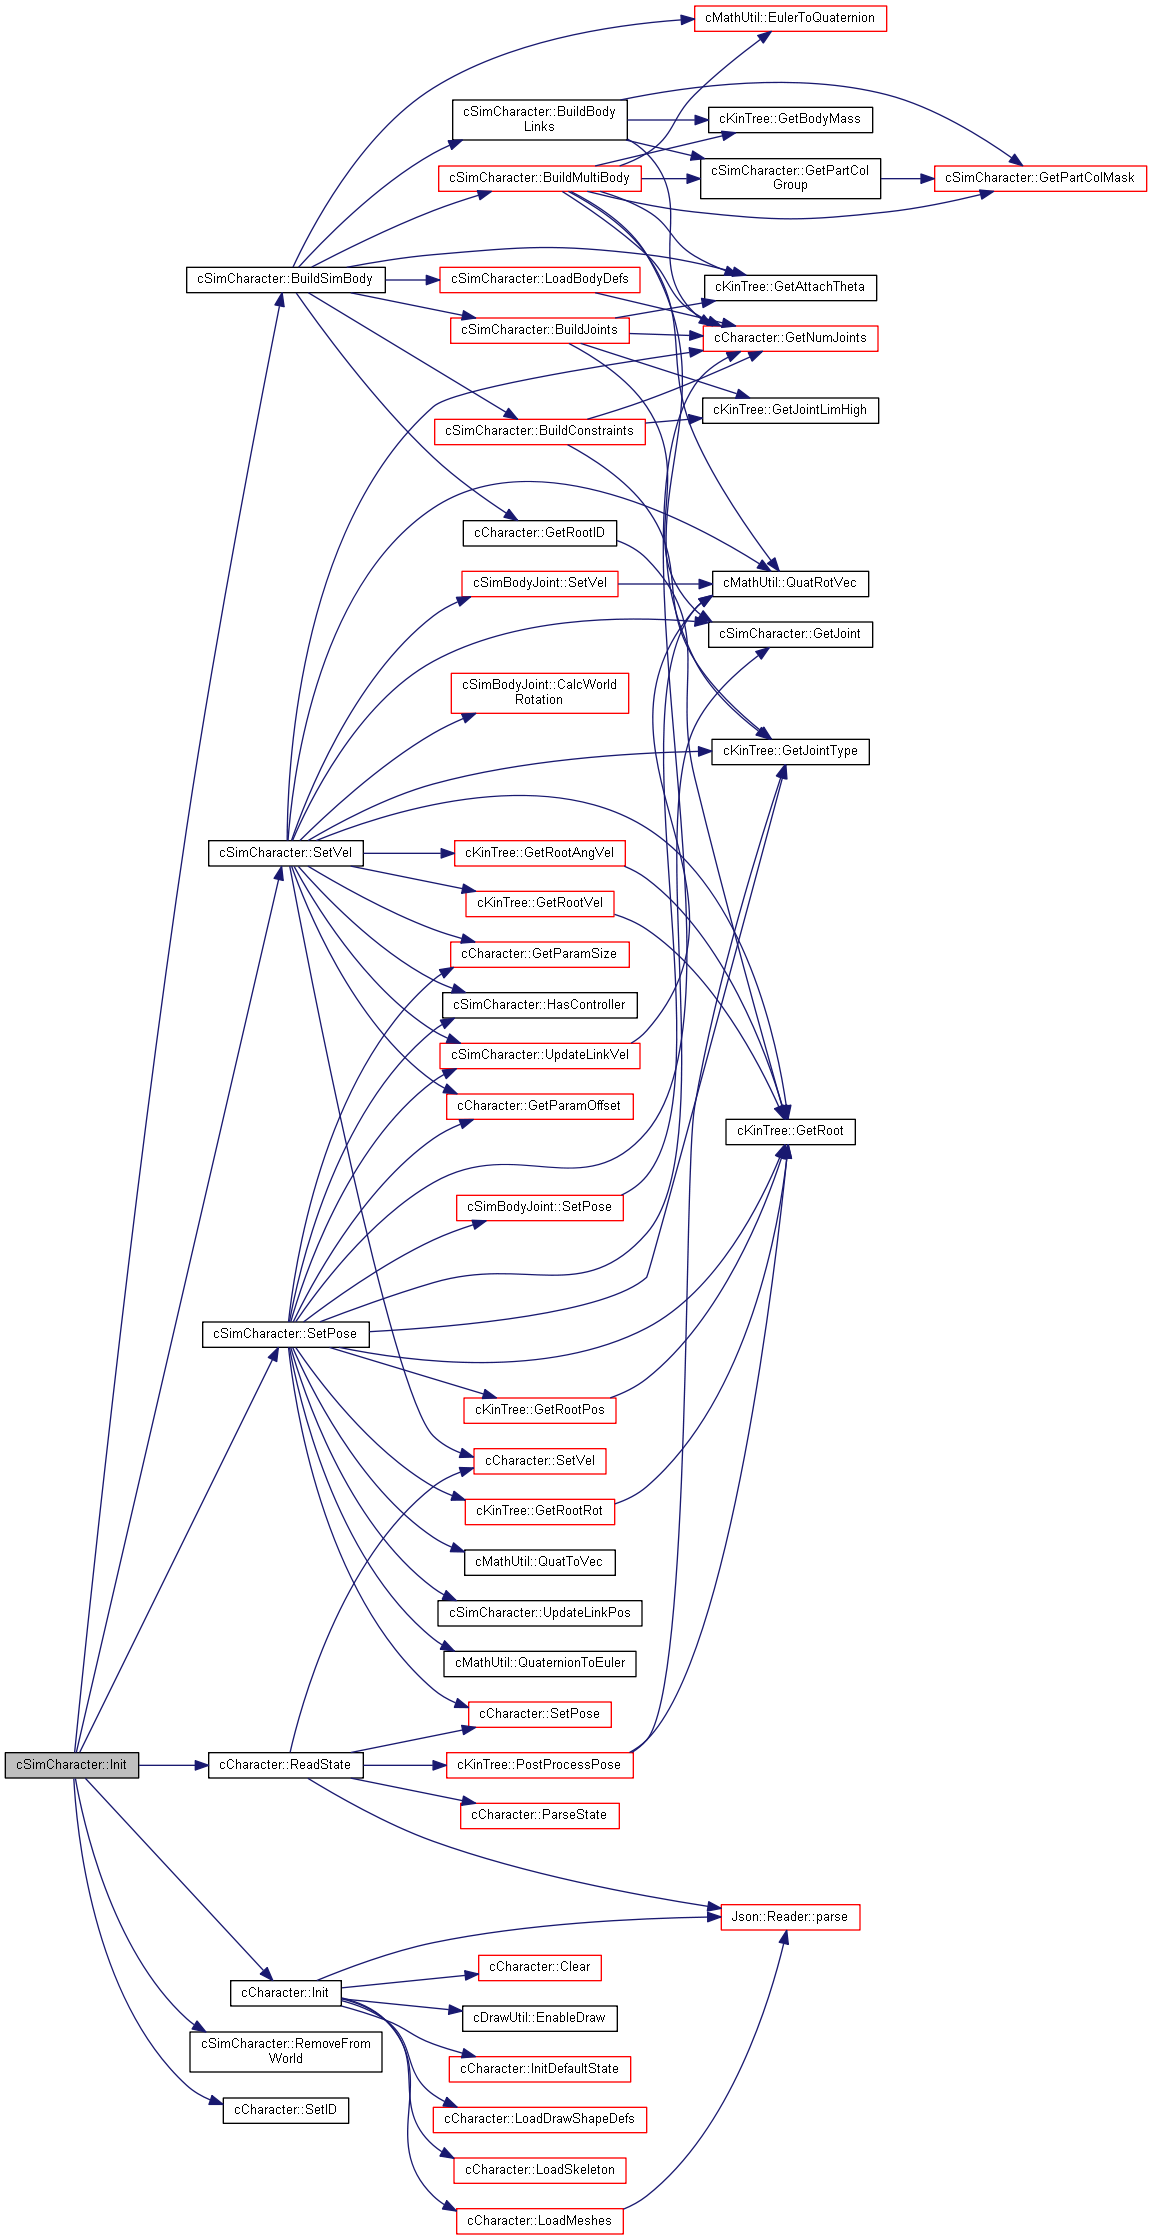 cMathUtil::EulerToQuaternion
cSimCharacter::BuildBody
Links
cKinTree::GetBodyMass
cSimCharacter::BuildMultiBody
cSimCharacter::GetPartCol
Group
cSimCharacter::GetPartColMask
cSimCharacter::BuildSimBody
cSimCharacter::LoadBodyDefs
cKinTree::GetAttachTheta
cSimCharacter::BuildJoints
cCharacter::GetNumJoints
cKinTree::GetJointLimHigh
cSimCharacter::BuildConstraints
cCharacter::GetRootID
cSimBodyJoint::SetVel
cMathUtil::QuatRotVec
cSimCharacter::GetJoint
cSimBodyJoint::CalcWorld
Rotation
cKinTree::GetJointType
cSimCharacter::SetVel
cKinTree::GetRootAngVel
cKinTree::GetRootVel
cCharacter::GetParamSize
cSimCharacter::HasController
cSimCharacter::UpdateLinkVel
cCharacter::GetParamOffset
cKinTree::GetRoot
cSimBodyJoint::SetPose
cSimCharacter::SetPose
cKinTree::GetRootPos
cCharacter::SetVel
cKinTree::GetRootRot
cMathUtil::QuatToVec
cSimCharacter::UpdateLinkPos
cMathUtil::QuaternionToEuler
cCharacter::SetPose
cSimCharacter::Init
cCharacter::ReadState
cKinTree::PostProcessPose
cCharacter::ParseState
Json::Reader::parse
cCharacter::Clear
cCharacter::Init
cDrawUtil::EnableDraw
cSimCharacter::RemoveFrom
World
cCharacter::InitDefaultState
cCharacter::SetID
cCharacter::LoadDrawShapeDefs
cCharacter::LoadSkeleton
cCharacter::LoadMeshes